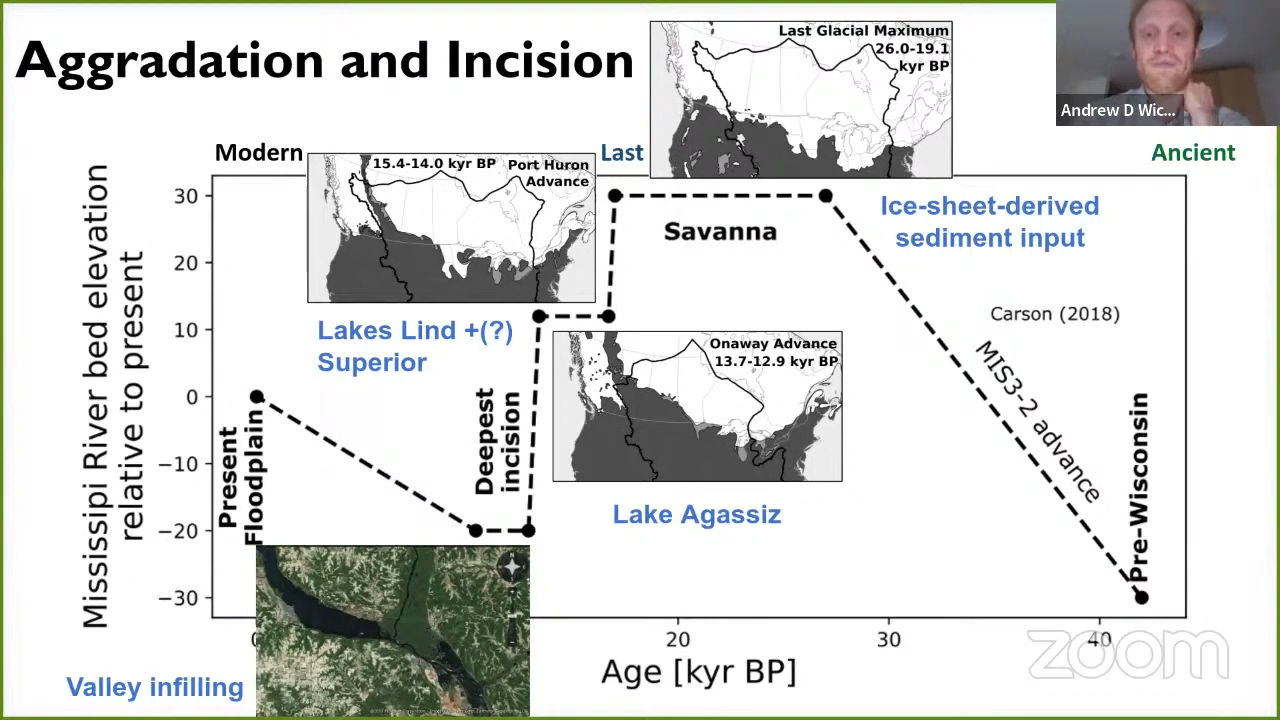 Aggradation and Incision
Last Glacial Maximum
26.0-19.1
kyr BP
Andrew D Wic...
Modern
Last
Ancient
15.4-14.0 kyr BP
Port Huron
Advance
Mississipi River bed elevation
relative to present
30
20
10
0
−10
−20
−30
Savanna
Ice-sheet-derived
sediment input
Carson (2018)
Lakes Lind +(?)
Superior
Onaway Advance
13.7-12.9 kyr BP
MIS3-2 advance
Present
Floodplain
Deepest
incision
Pre-Wisconsin
Lake Agassiz
20
30
40
Age [kyr BP]
Valley infilling
zoom